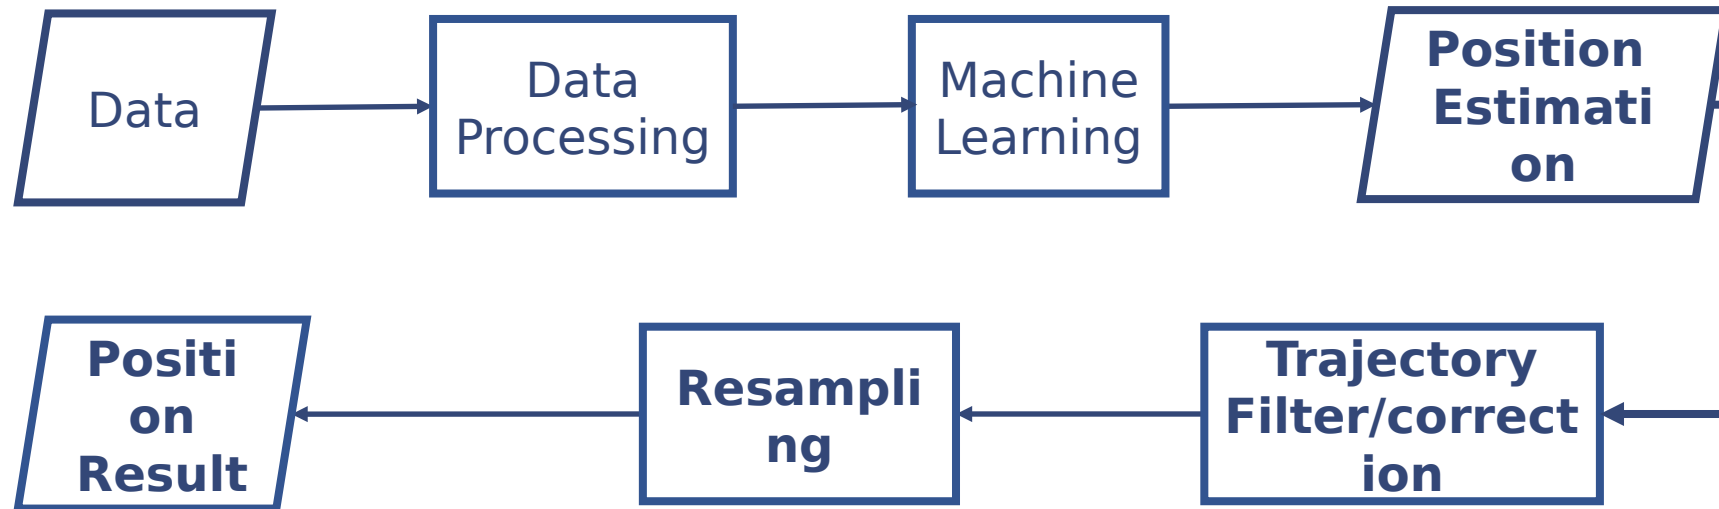 Data
Data
Processing
Machine
Learning
Position
Estimati
on
Positi
on
Result
Resampli
ng
Trajectory
Filter/correct
ion